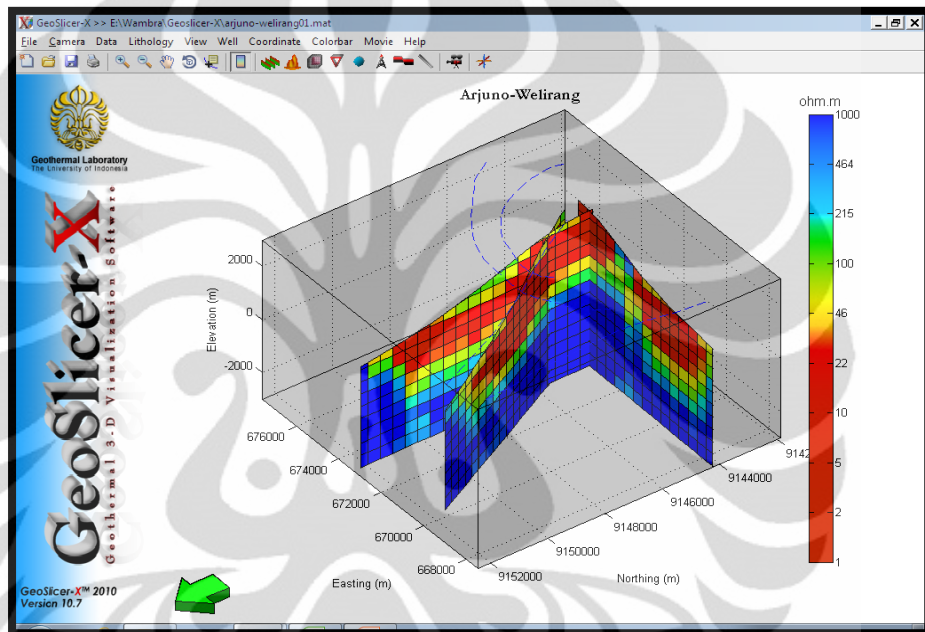 GeoSlicer-X >> E:\Wambra\Geoslicer-X\arjuno-welirang01.mat
File Camera Data Lithology View Well Coordinate Colorbar Movie Help
Arjuno-Welirang
Geothermal Laboratory
The University of Indonesia
GeoSlicer-X
Geothermal 3-D Visualization Software
GeoSlicer-X™ 2010
Version 10.7
Elevation (m)
2000
0
-2000
676000
674000
672000
670000
668000
Easting (m)
9152000
9150000
9148000
9146000
9144000
9142
Northing (m)
ohm.m
1000
464
215
100
46
22
10
5
2
1